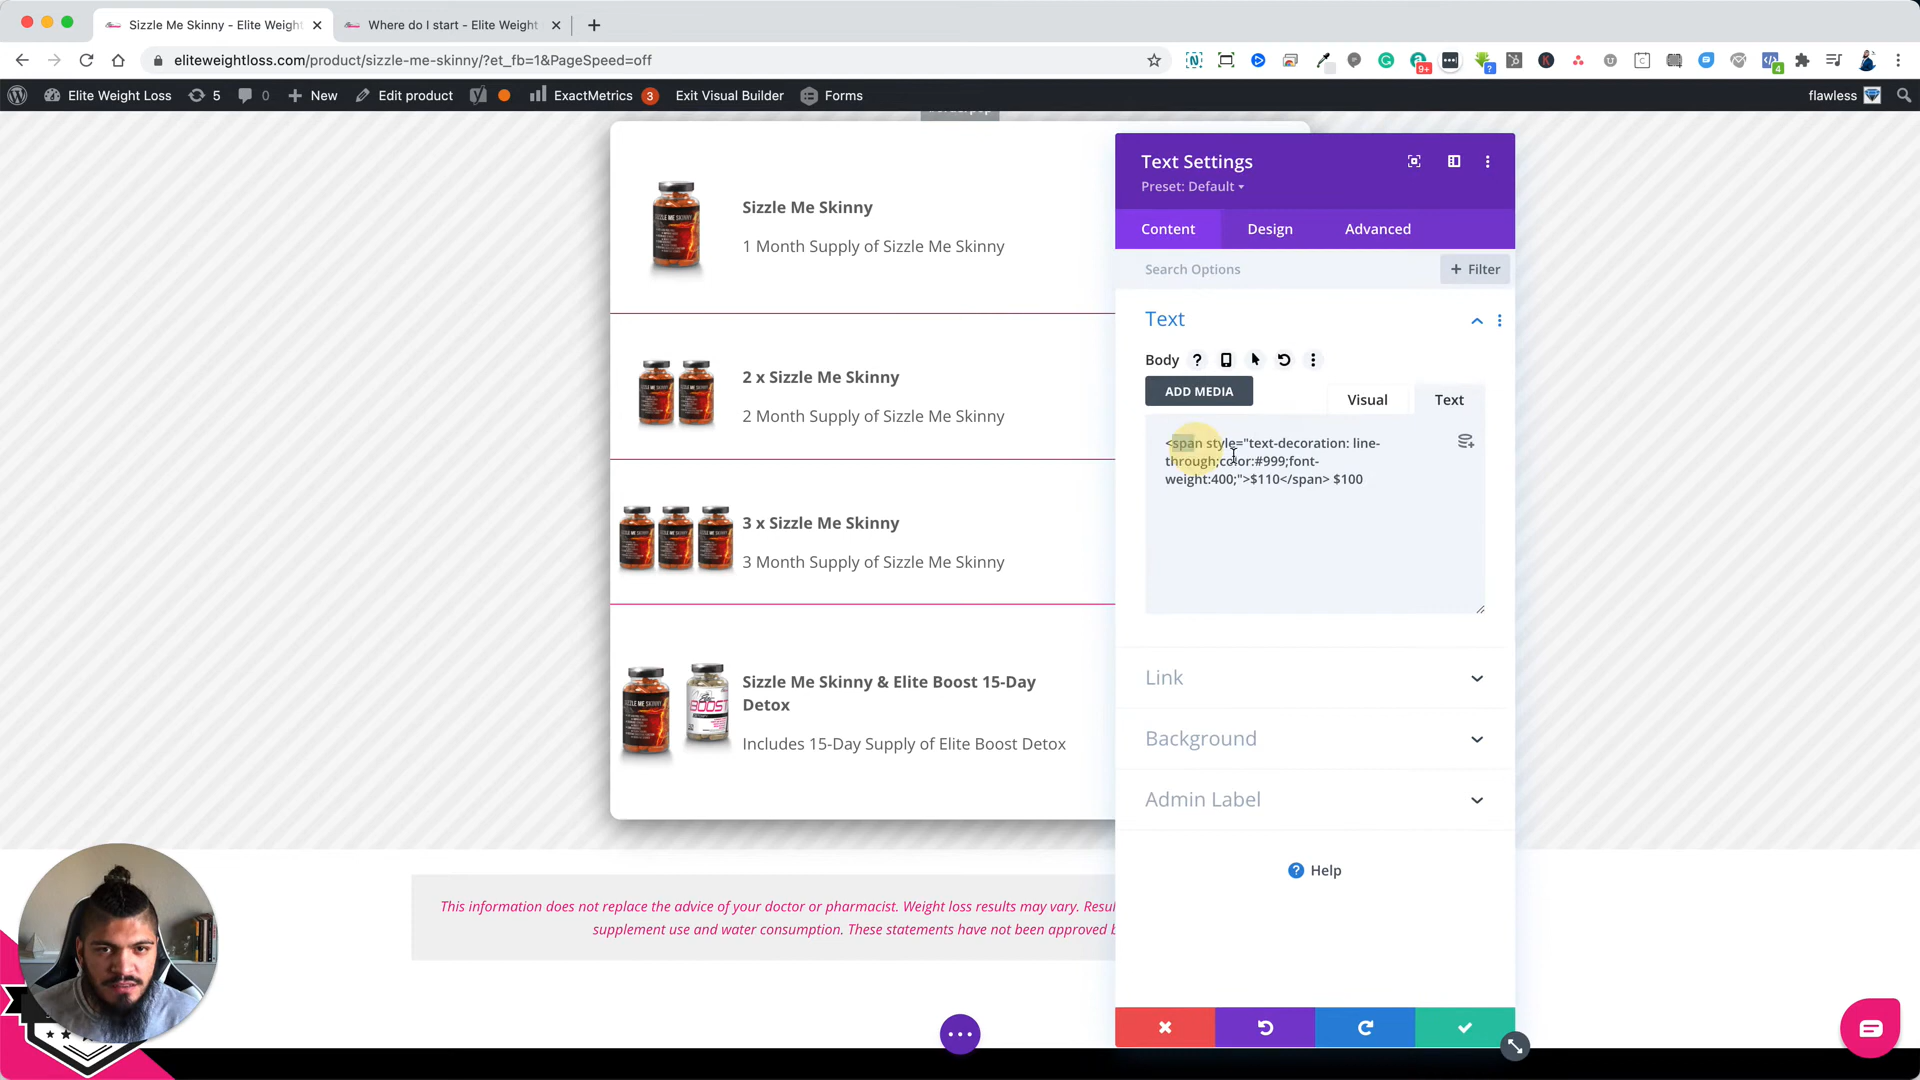 Sizzle Me Skinny - Elite Weight
Where do I start - Elite Weight
eliteweightloss.com/product/sizzle-me-skinny/?et_fb=1&PageSpeed=off
9+
?
4
Elite Weight Loss
5
0
New
Edit product
ExactMetrics
3
Exit Visual Builder
Forms
flawless
Sizzle Me Skinny
1 Month Supply of Sizzle Me Skinny
2 x Sizzle Me Skinny
2 Month Supply of Sizzle Me Skinny
3 x Sizzle Me Skinny
3 Month Supply of Sizzle Me Skinny
Sizzle Me Skinny & Elite Boost 15-Day
Detox
Includes 15-Day Supply of Elite Boost Detox
BOOST
Text Settings
Preset: Default
Content
Design
Advanced
Search Options
+ Filter
Text
Body
ADD MEDIA
Visual
Text
<span style="text-decoration: line-
through;color:#999;font-
weight:400;">$110</span> $100
Link
Background
Admin Label
Help
This information does not replace the advice of your doctor or pharmacist. Weight loss results may vary. Resul
supplement use and water consumption. These statements have not been approved b